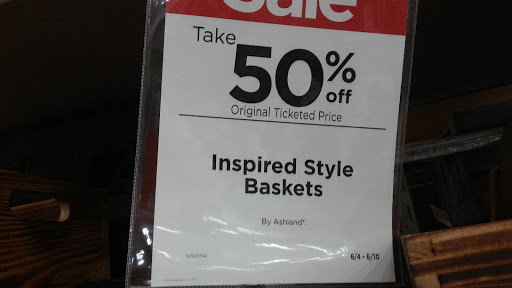 Sale
Take
50% off
Original Ticketed Price
Inspired Style
Baskets
By Ashland®.
6/4 - 6/10